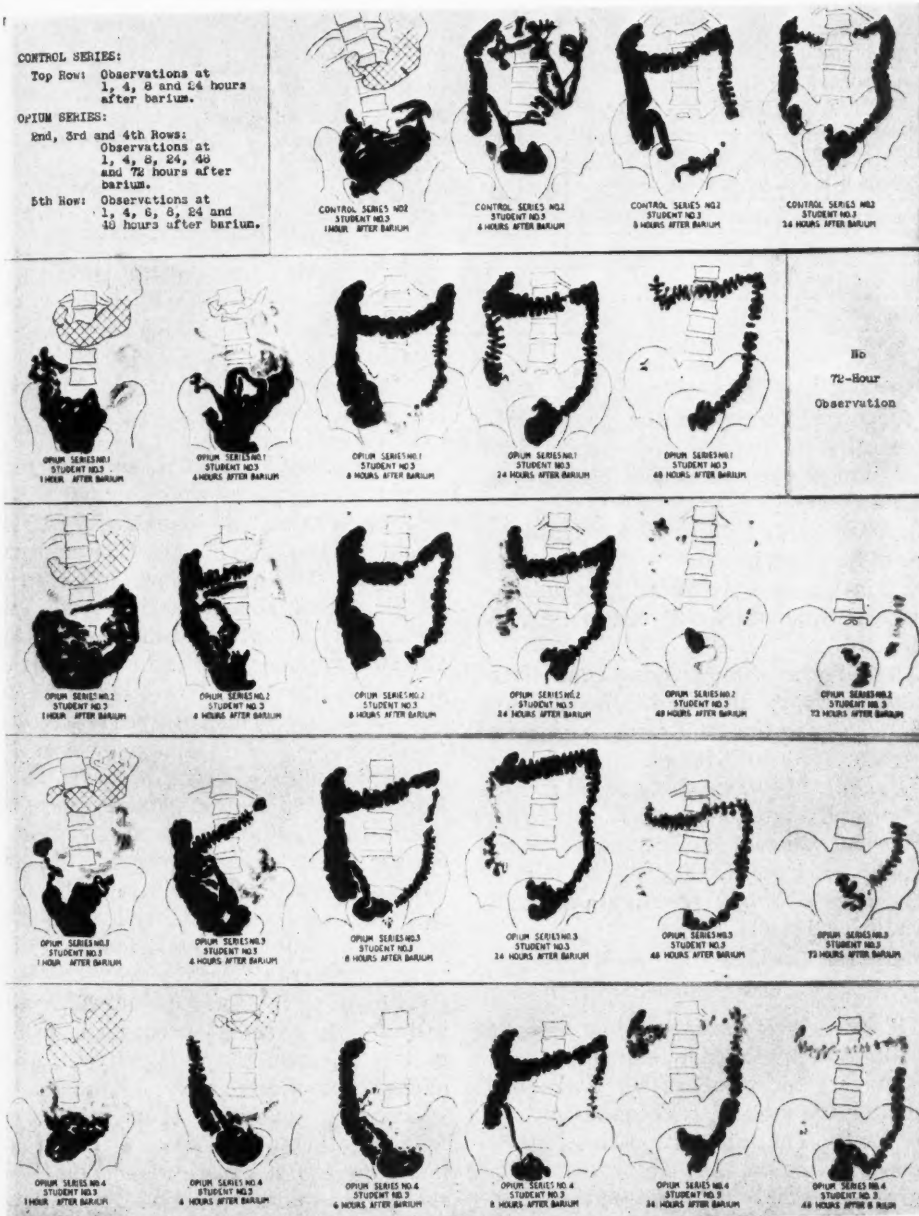 CONTROL SERIES:
Top Row: Observations at
1, 4, 8 and 24 hours
after barium.
OPIUM SERIES:
2nd, 3rd and 4th Rows:
Observations at
1, 4, 8, 24, 48
and 72 hours after
barium.
5th Row: Observations at
1, 4, 6, 8, 24 and
48 hours after barium.
CONTROL SERIES NO.2
STUDENT NO.3
1 HOUR AFTER BARIUM
CONTROL SERIES NO.2
STUDENT NO.3
4 HOURS AFTER BARIUM
CONTROL SERIES NO.2
STUDENT NO.3
8 HOURS AFTER BARIUM
CONTROL SERIES NO.2
STUDENT NO.3
24 HOURS AFTER BARIUM
OPIUM SERIES NO.1
STUDENT NO.3
1 HOUR AFTER BARIUM
OPIUM SERIES NO.1
STUDENT NO.3
4 HOURS AFTER BARIUM
OPIUM SERIES NO.1
STUDENT NO.3
8 HOURS AFTER BARIUM
OPIUM SERIES NO.1
STUDENT NO.3
24 HOURS AFTER BARIUM
OPIUM SERIES NO.1
STUDENT NO.3
48 HOURS AFTER BARIUM
No
72-Hour
Observation
OPIUM SERIES NO.2
STUDENT NO.3
1 HOUR AFTER BARIUM
OPIUM SERIES NO.2
STUDENT NO.3
4 HOURS AFTER BARIUM
OPIUM SERIES NO.2
STUDENT NO.3
8 HOURS AFTER BARIUM
OPIUM SERIES NO.2
STUDENT NO.3
24 HOURS AFTER BARIUM
OPIUM SERIES NO.2
STUDENT NO.3
48 HOURS AFTER BARIUM
OPIUM SERIES NO.2
STUDENT NO.3
72 HOURS AFTER BARIUM
OPIUM SERIES NO.3
STUDENT NO.3
1 HOUR AFTER BARIUM
OPIUM SERIES NO.3
STUDENT NO.3
4 HOURS AFTER BARIUM
OPIUM SERIES NO.3
STUDENT NO.3
8 HOURS AFTER BARIUM
OPIUM SERIES NO.3
STUDENT NO.3
24 HOURS AFTER BARIUM
OPIUM SERIES NO.3
STUDENT NO.3
48 HOURS AFTER BARIUM
OPIUM SERIES NO.3
STUDENT NO.3
72 HOURS AFTER BARIUM
OPIUM SERIES NO.4
STUDENT NO.3
1 HOUR AFTER BARIUM
OPIUM SERIES NO.4
STUDENT NO.3
4 HOURS AFTER BARIUM
OPIUM SERIES NO.4
STUDENT NO.3
6 HOURS AFTER BARIUM
OPIUM SERIES NO.4
STUDENT NO.3
8 HOURS AFTER BARIUM
OPIUM SERIES NO.4
STUDENT NO.3
HOURS AFTER BARIUM
OPIUM SERIES NO.4
STUDENT NO.3
48 HOURS AFTER